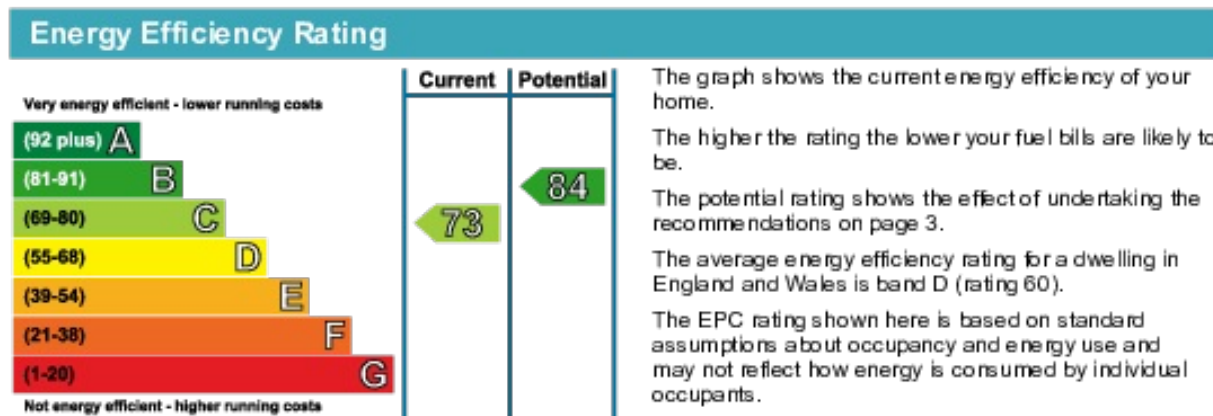 Energy Efficiency Rating
Current Potential
Very energy efficient - lower running costs
(92 plus) A
(81-91) B
84
(69-80) C
73
(55-68) D
(39-54) E
(21-38) F
(1-20) G
Not energy efficient - higher running costs
The graph shows the current energy efficiency of your
home.
The higher the rating the lower your fuel bills are likely to
be.
The potential rating shows the effect of undertaking the
recommendations on page 3.
The average energy efficiency rating for a dwelling in
England and Wales is band D (rating 60).
The EPC rating shown here is based on standard
assumptions about occupancy and energy use and
may not reflect how energy is consumed by individual
occupants.